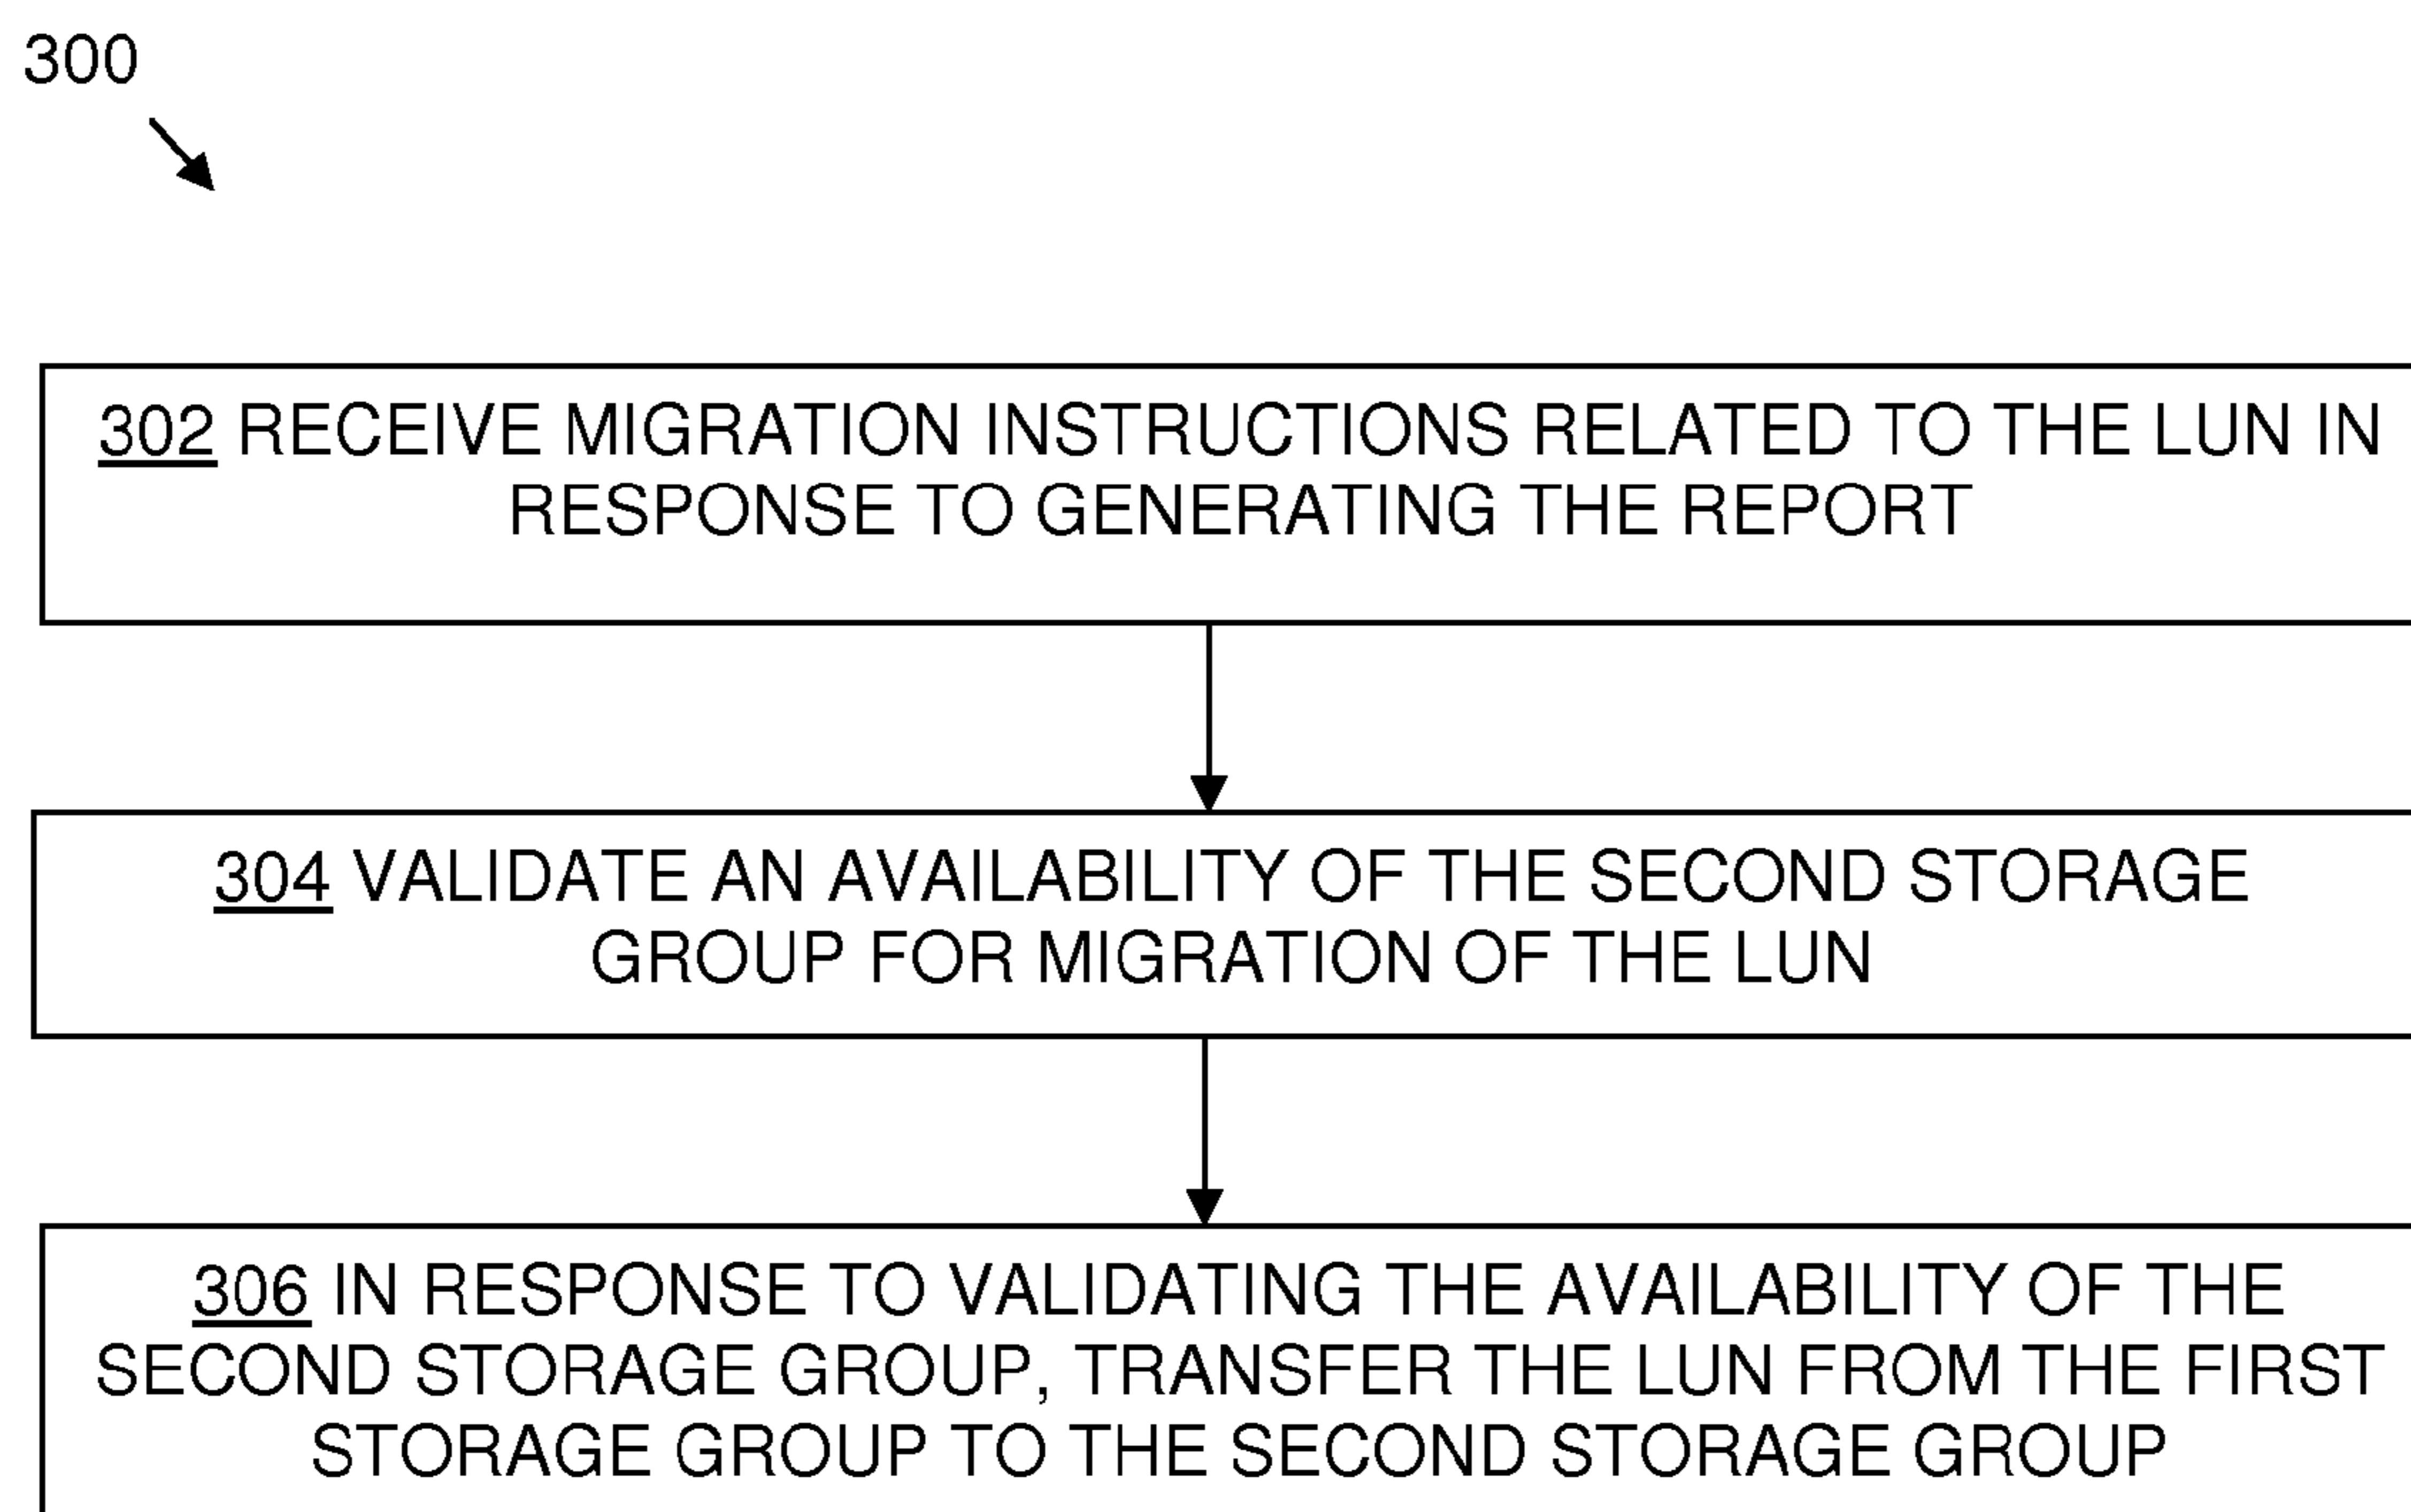 300
302 RECEIVE MIGRATION INSTRUCTIONS RELATED TO THE LUN IN
RESPONSE TO GENERATING THE REPORT
304 VALIDATE AN AVAILABILITY OF THE SECOND STORAGE
GROUP FOR MIGRATION OF THE LUN
306 IN RESPONSE TO VALIDATING THE AVAILABILITY OF THE
SECOND STORAGE GROUP, TRANSFER THE LUN FROM THE FIRST
STORAGE GROUP TO THE SECOND STORAGE GROUP